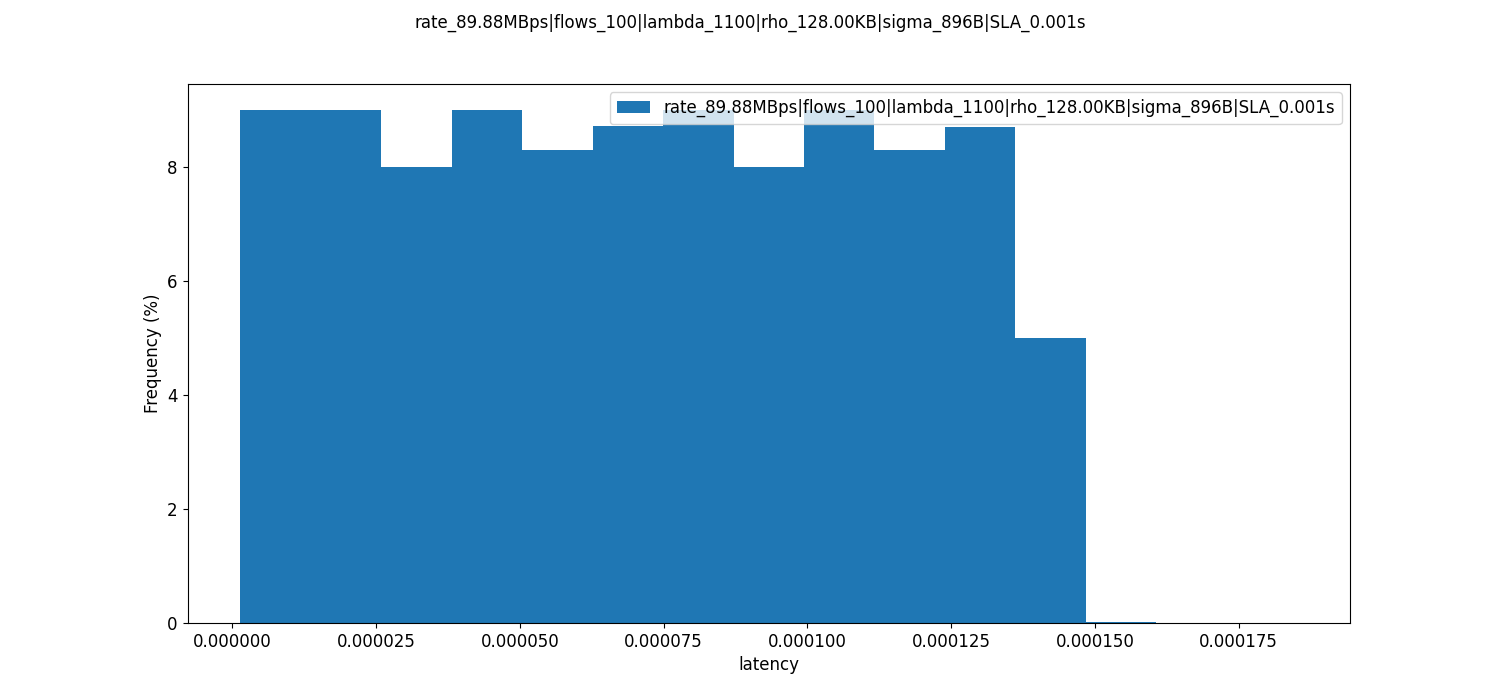 rate_89.88MBps|flows_100|lambda_1100|rho_128.00KB|sigma_896B|SLA_0.001s
rate_89.88MBps|flows_100|lambda_1100|rho_128.00KB|sigma_896B|SLA_0.001s
Frequency (%)
8
6
4
2
0
0.000000 0.000025 0.000050 0.000075 0.000100 0.000125 0.000150 0.000175
latency